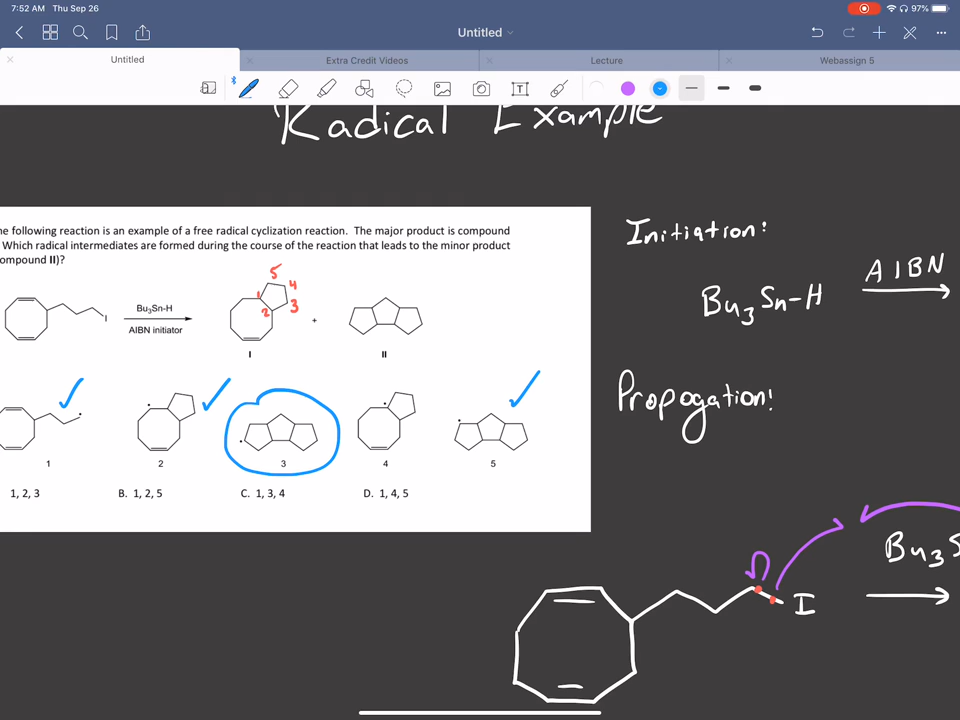 7:52 AM Thu Sep 26
97%
Untitled
Untitled
Extra Credit Videos
Lecture
Webassign 5
Radical Example
he following reaction is an example of a free radical cyclization reaction. The major product is compound
Which radical intermediates are formed during the course of the reaction that leads to the minor product
ompound II)?
I
Bu3Sn-H
AIBN initiator
1
2
3
4
5
+
I
II
1
2
3
4
5
1, 2, 3
B. 1, 2, 5
C. 1, 3, 4
D. 1, 4, 5
Initiation:
Bu3Sn-H
AIBN
Propogation:
I
Bu3S